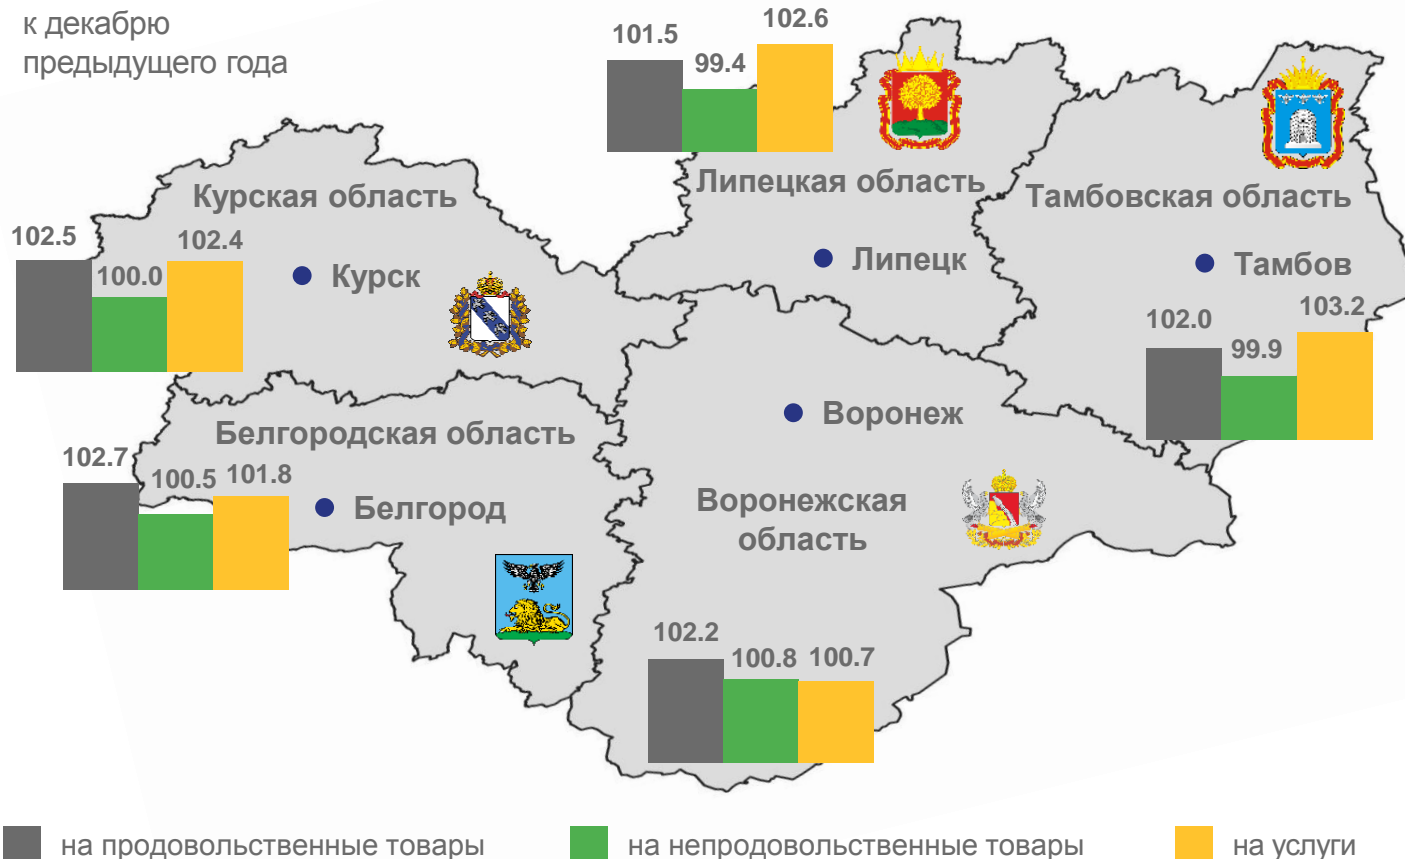 к декабрю
предыдущего года
101.5
99.4
102.6
Липецкая область
Липецк
Тамбовская область
Тамбов
102.0
99.9
103.2
Курская область
102.5
100.0
102.4
Курск
Белгородская область
102.7
100.5
101.8
Белгород
Воронеж
Воронежская
область
102.2
100.8
100.7
на продовольственные товары
на непродовольственные товары
на услуги